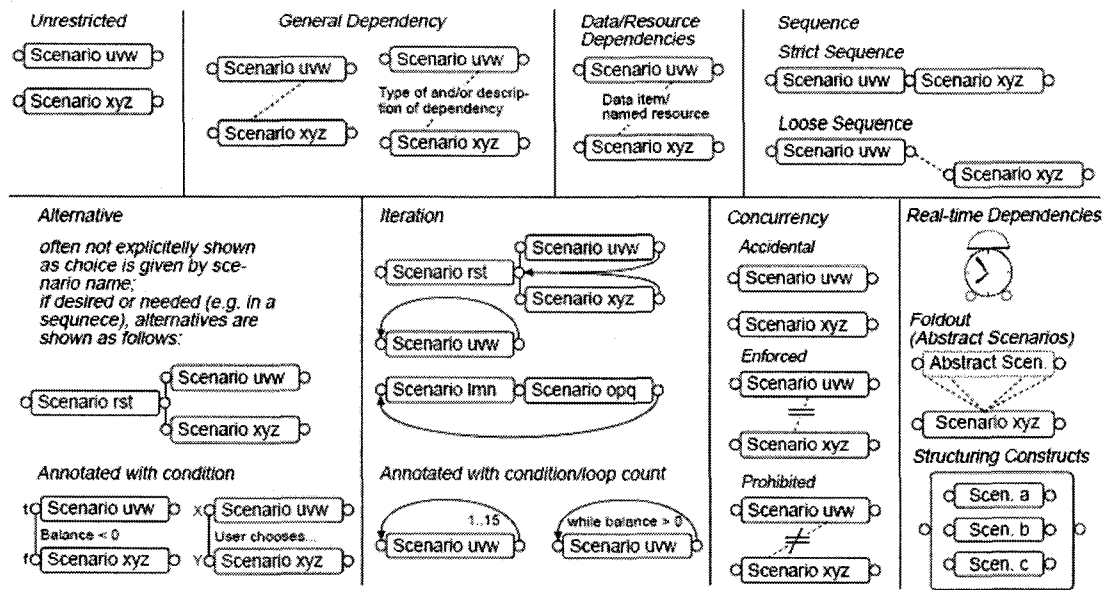 Unrestricted
Scenario uvw
Scenario xyz
General Dependency
Scenario uvw
Scenario xyz
Scenario uvw
Type of and/or descrip-
tion of dependency
Scenario xyz
Data/Resource
Dependencies
Scenario uvw
Data item/
named resource
Scenario xyz
Sequence
Strict Sequence
Scenario uvw Scenario xyz
Loose Sequence
Scenario uvw
Scenario xyz
Alternative
often not explicitelly shown
as choice is given by sce-
nario name;
if desired or needed (e.g. in a
sequnece), alternatives are
shown as follows:
Scenario uvw
Scenario rst
Scenario xyz
Annotated with condition
t Scenario uvw
Balance < 0
f Scenario xyz
X Scenario uvw
User chooses...
Y Scenario xyz
Iteration
Scenario uvw
Scenario rst
Scenario xyz
Scenario uvw
Scenario lmn Scenario opq
Annotated with condition/loop count
1..15
Scenario uvw
while balance > 0
Scenario uvw
Concurrency
Accidental
Scenario uvw
Scenario xyz
Enforced
Scenario uvw
=
Scenario xyz
Prohibited
Scenario uvw
≠
Scenario xyz
Real-time Dependencies
Foldout
(Abstract Scenarios)
Abstract Scen.
Scenario xyz
Structuring Constructs
Scen. a
Scen. b
Scen. c